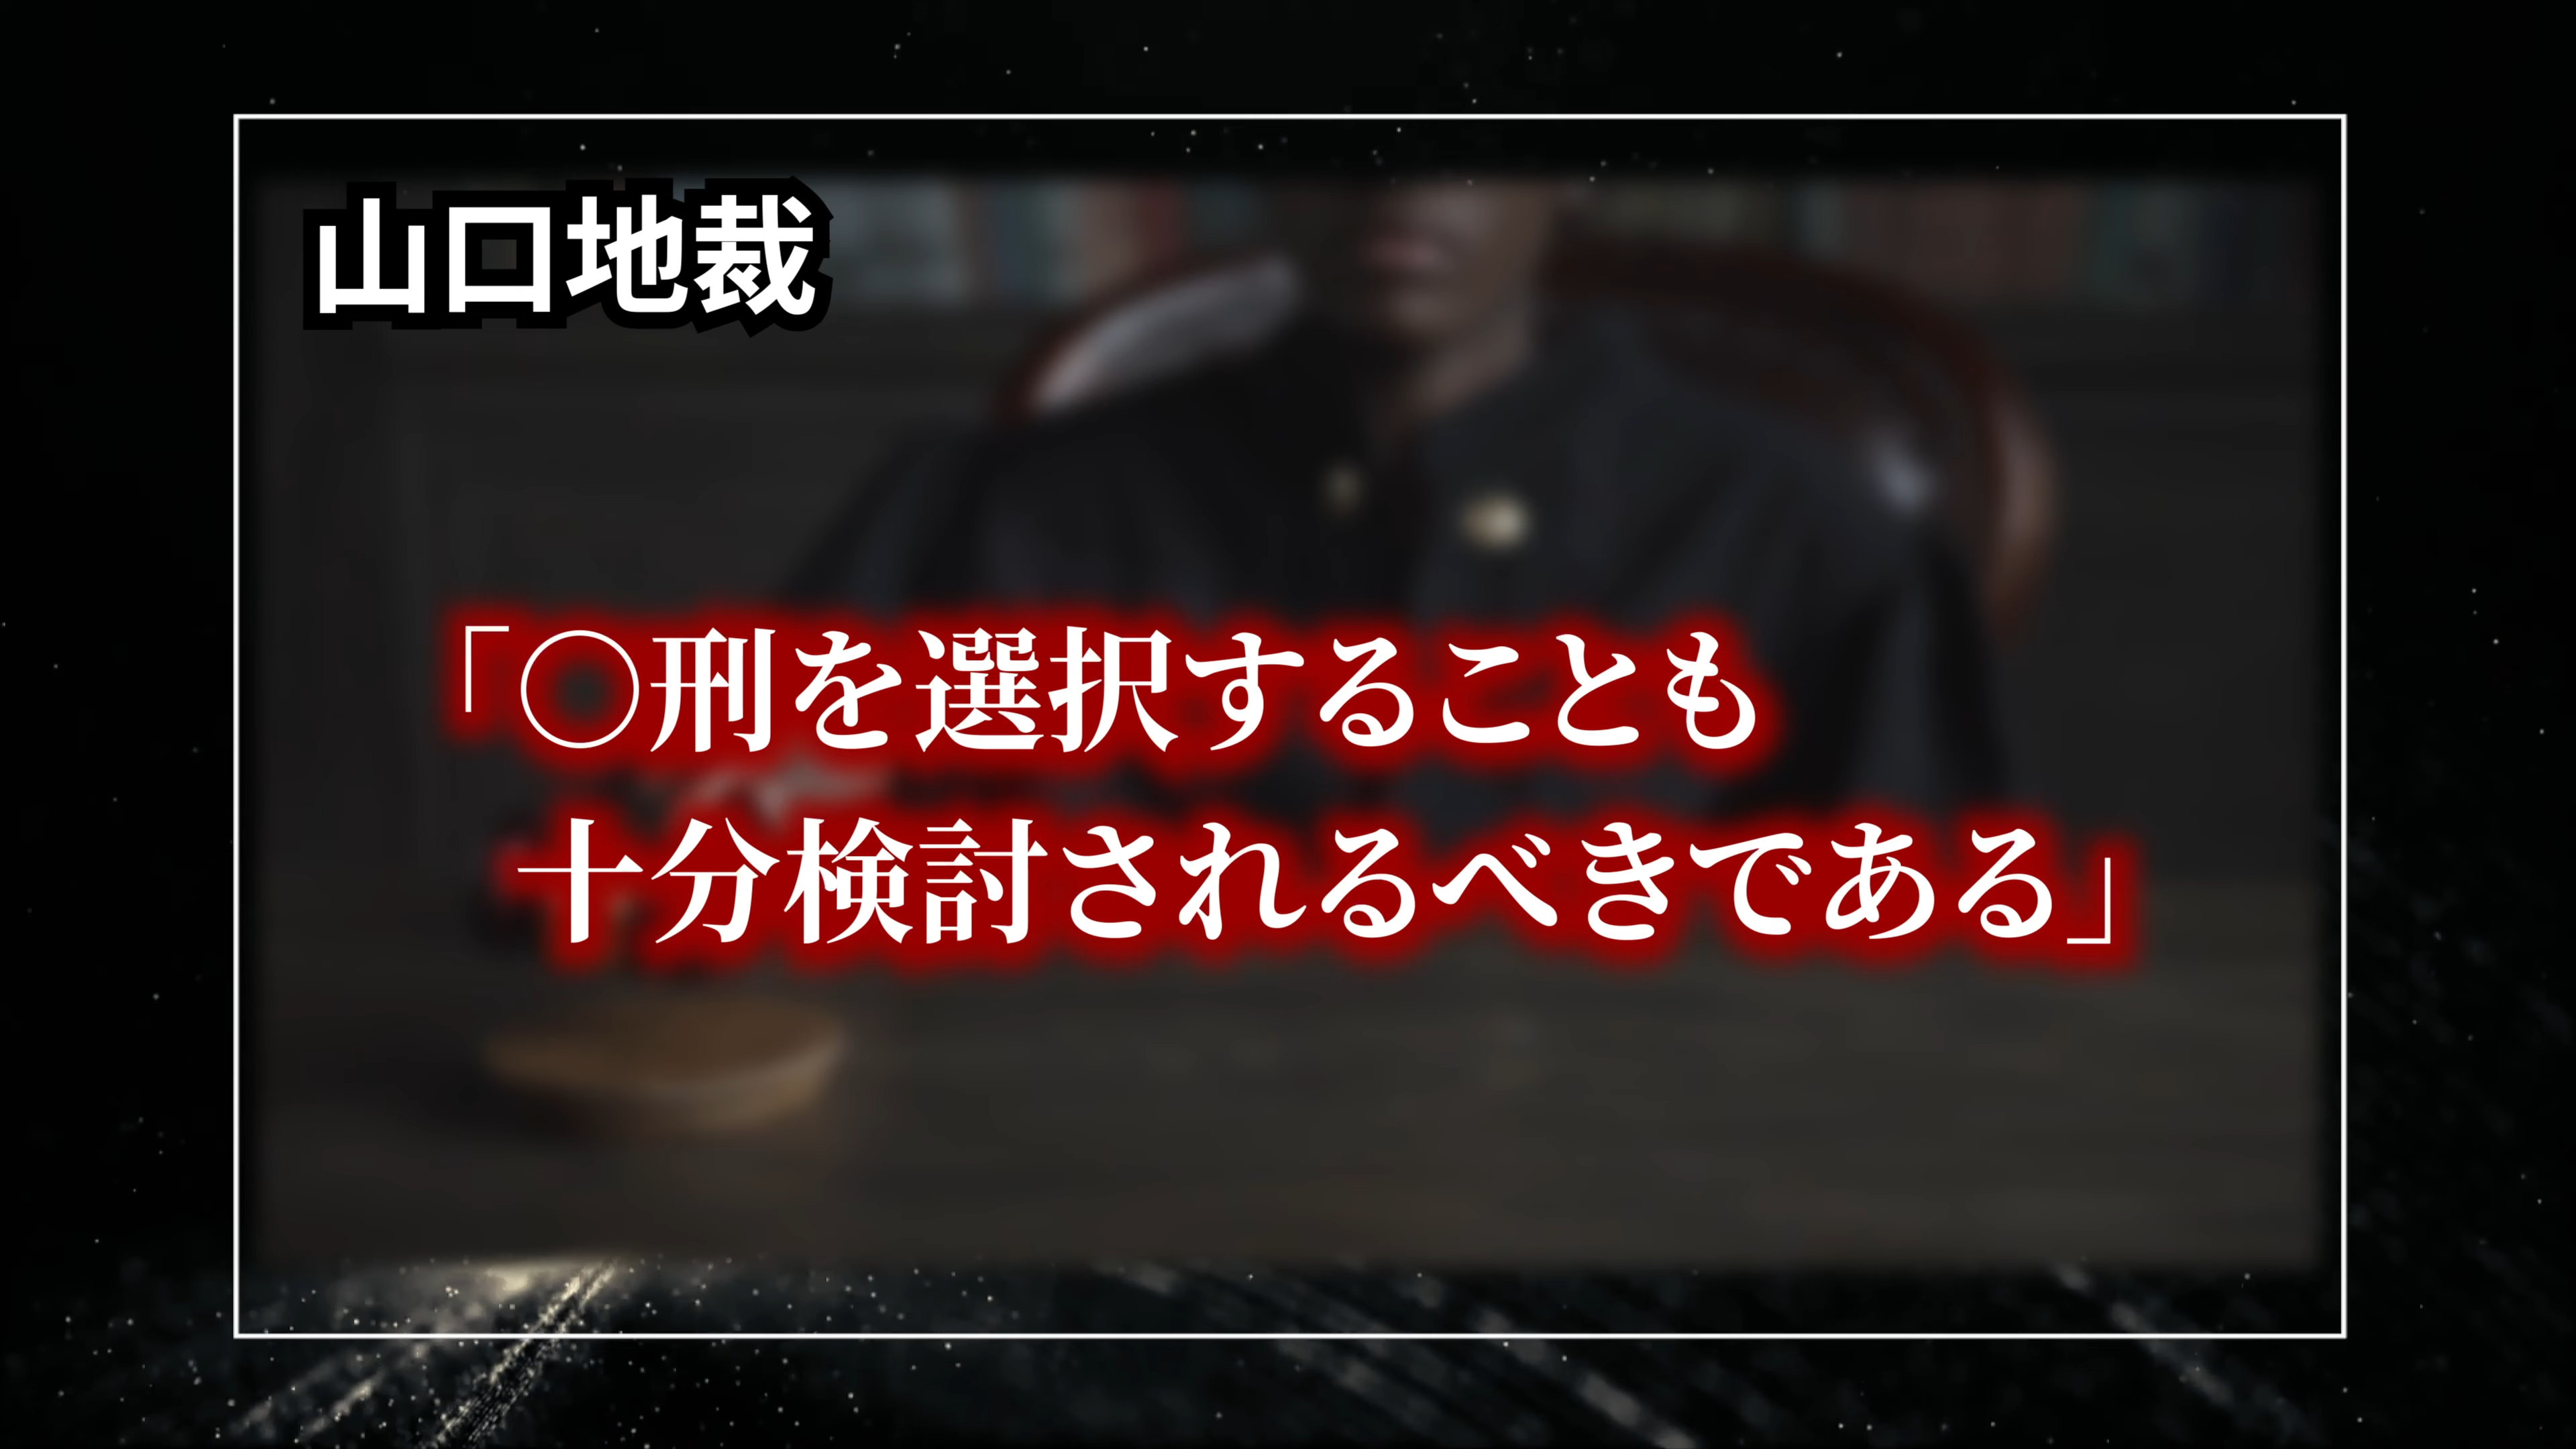 山口地裁
「〇刑を選択することも
十分検討されるべきである」